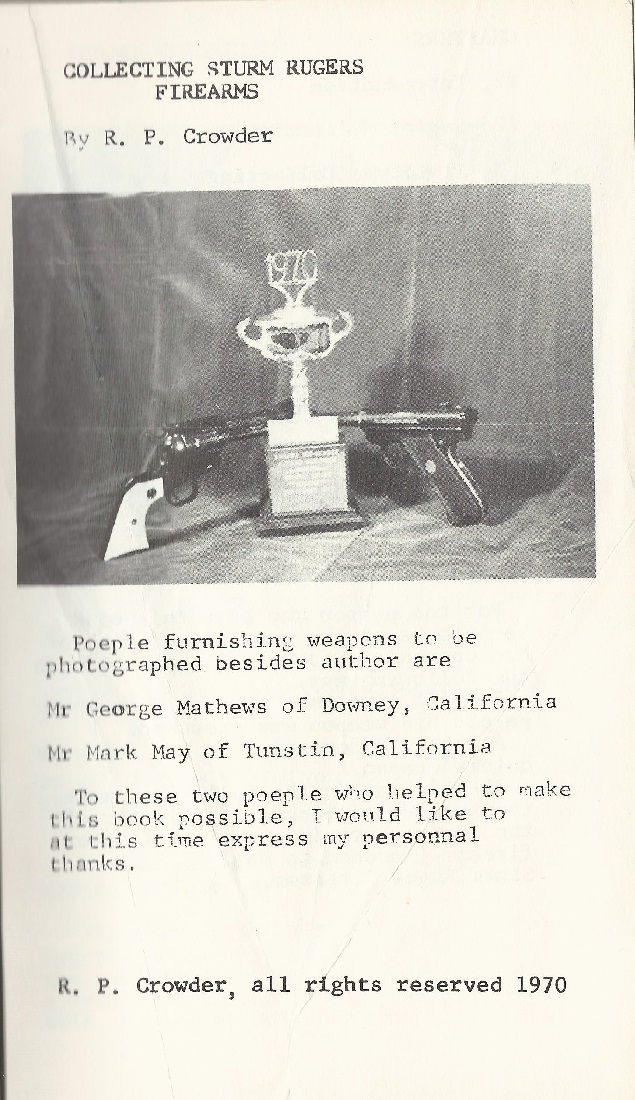 COLLECTING STURM RUGERS
FIREARMS
By R. P. Crowder
1970
Poeple furnishing weapons to be
photographed besides author are
Mr George Mathews of Downey, California
Mr Mark May of Tunstin, California
To these two poeple who helped to make
this book possible, I would like to
at this time express my personnal
thanks.
R. P. Crowder, all rights reserved 1970